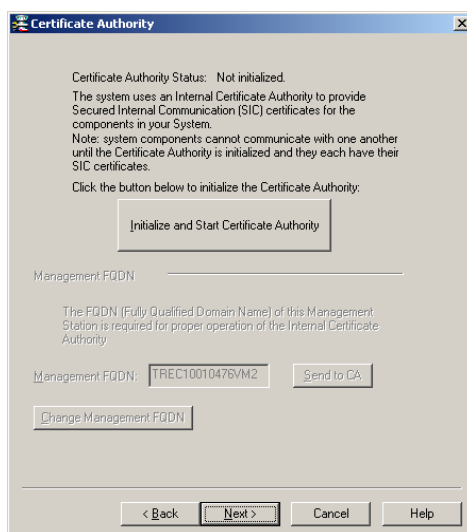 Certificate Authority
Certificate Authority Status:  Not initialized.
The system uses an Internal Certificate Authority to provide
Secured Internal Communication (SIC) certificates for the
components in your System.
Note: system components cannot communicate with one another
until the Certificate Authority is initialized and they each have their
SIC certificates.
Click the button below to initialize the Certificate Authority:
Initialize and Start Certificate Authority
Management FQDN
The FQDN (Fully Qualified Domain Name) of this Management
Station is required for proper operation of the Internal Certificate
Authority
Management FQDN: TREC10010476VM2 Send to CA
Change Management FQDN
< Back Next > Cancel Help